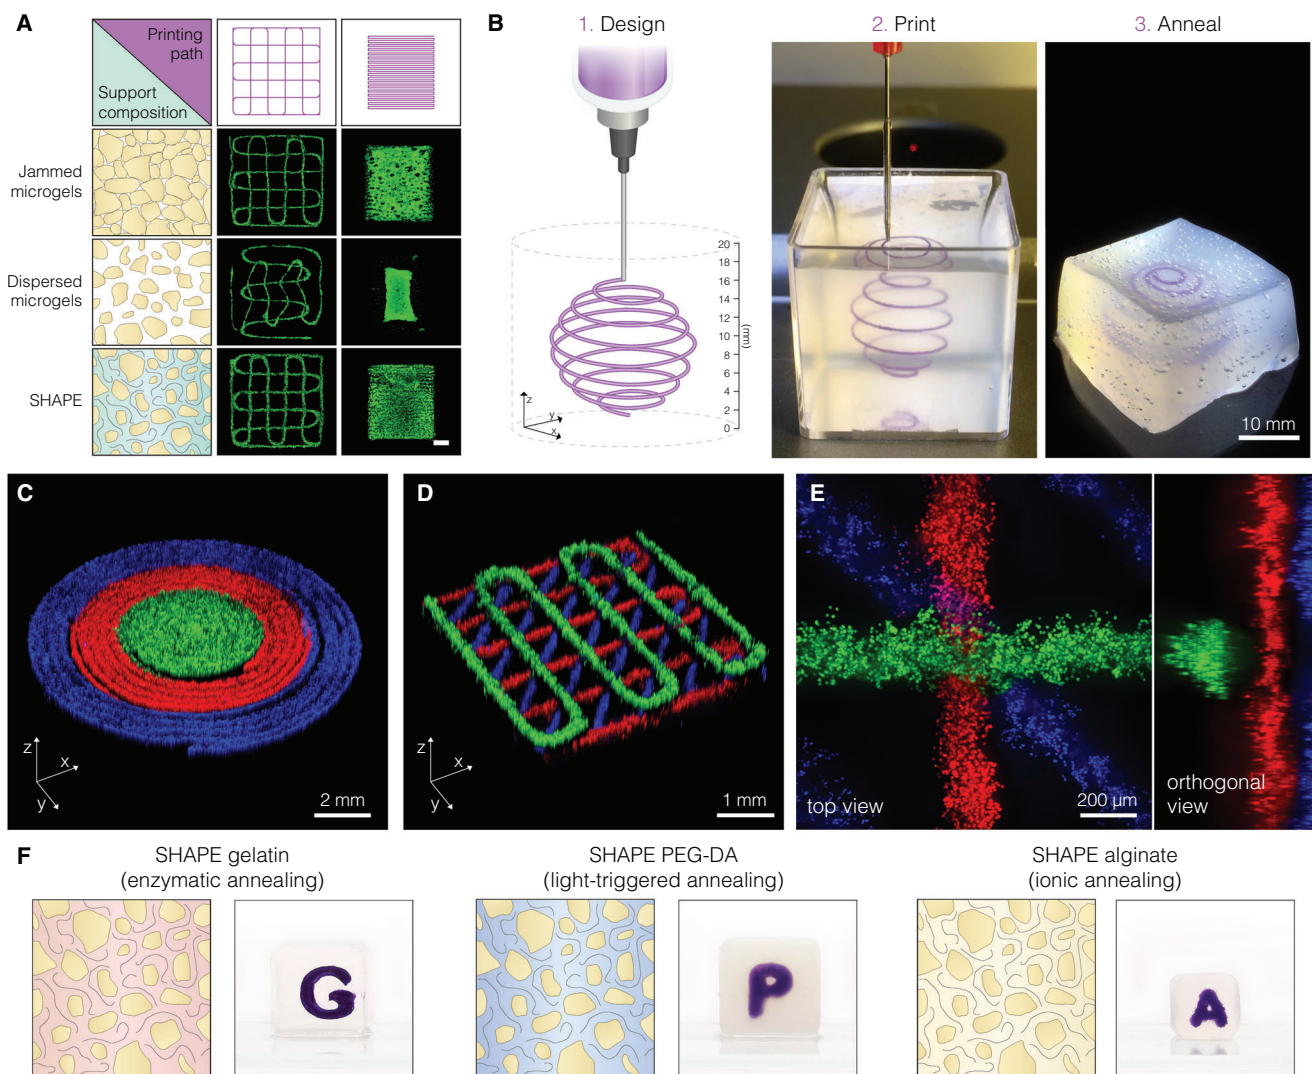 A
Printing
path
Support
composition
Jammed
microgels
Dispersed
microgels
SHAPE
B
1. Design
2. Print
3. Anneal
20
18
16
14
12
10
8
6
4
2
0
(mm)
z
y
x
10 mm
C
z
x
y
2 mm
D
z
x
y
1 mm
E
top view
200 µm
orthogonal
view
F
SHAPE gelatin
(enzymatic annealing)
SHAPE PEG-DA
(light-triggered annealing)
SHAPE alginate
(ionic annealing)
G
P
A